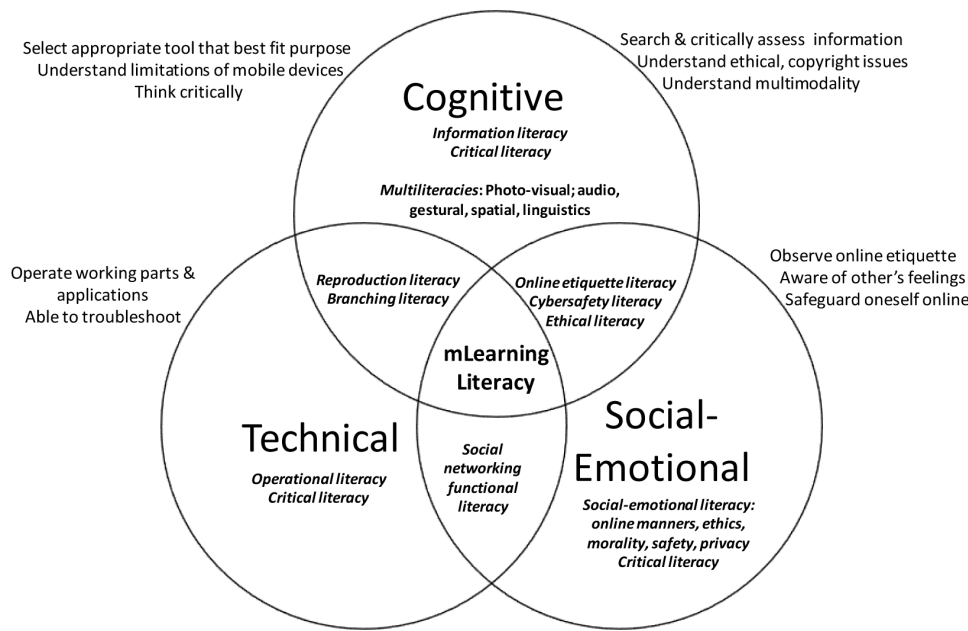 Select appropriate tool that best fit purpose
Understand limitations of mobile devices
Think critically
Search & critically assess information
Understand ethical, copyright issues
Understand multimodality
Cognitive
Information literacy
Critical literacy
Multiliteracies: Photo-visual; audio,
gestural, spatial, linguistics
Operate working parts &
applications
Able to troubleshoot
Reproduction literacy
Branching literacy
Online etiquette literacy
Cybersafety literacy
Ethical literacy
Observe online etiquette
Aware of other's feelings
Safeguard oneself online
mLearning
Literacy
Technical
Operational literacy
Critical literacy
Social
networking
functional
literacy
Social-
Emotional
Social-emotional literacy:
online manners, ethics,
morality, safety, privacy
Critical literacy